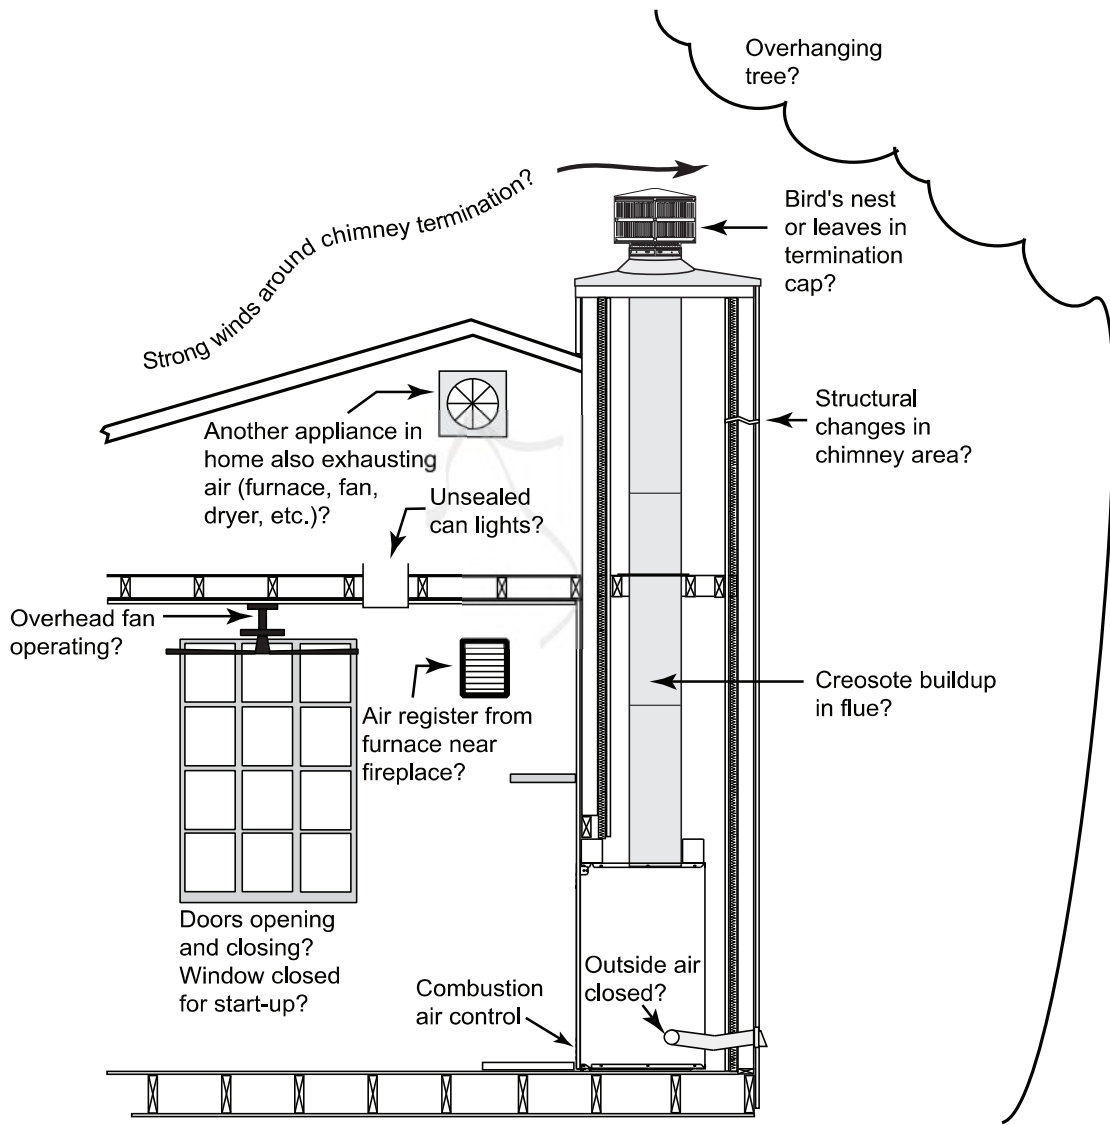 Overhanging
tree?
Strong winds around chimney termination?
Bird's nest
or leaves in
termination
cap?
Another appliance in
home also exhausting
air (furnace, fan,
dryer, etc.)?
Structural
changes in
chimney area?
Unsealed
can lights?
Overhead fan
operating?
Air register from
furnace near
fireplace?
Creosote buildup
in flue?
Doors opening
and closing?
Window closed
for start-up?
Combustion
air control
Outside air
closed?